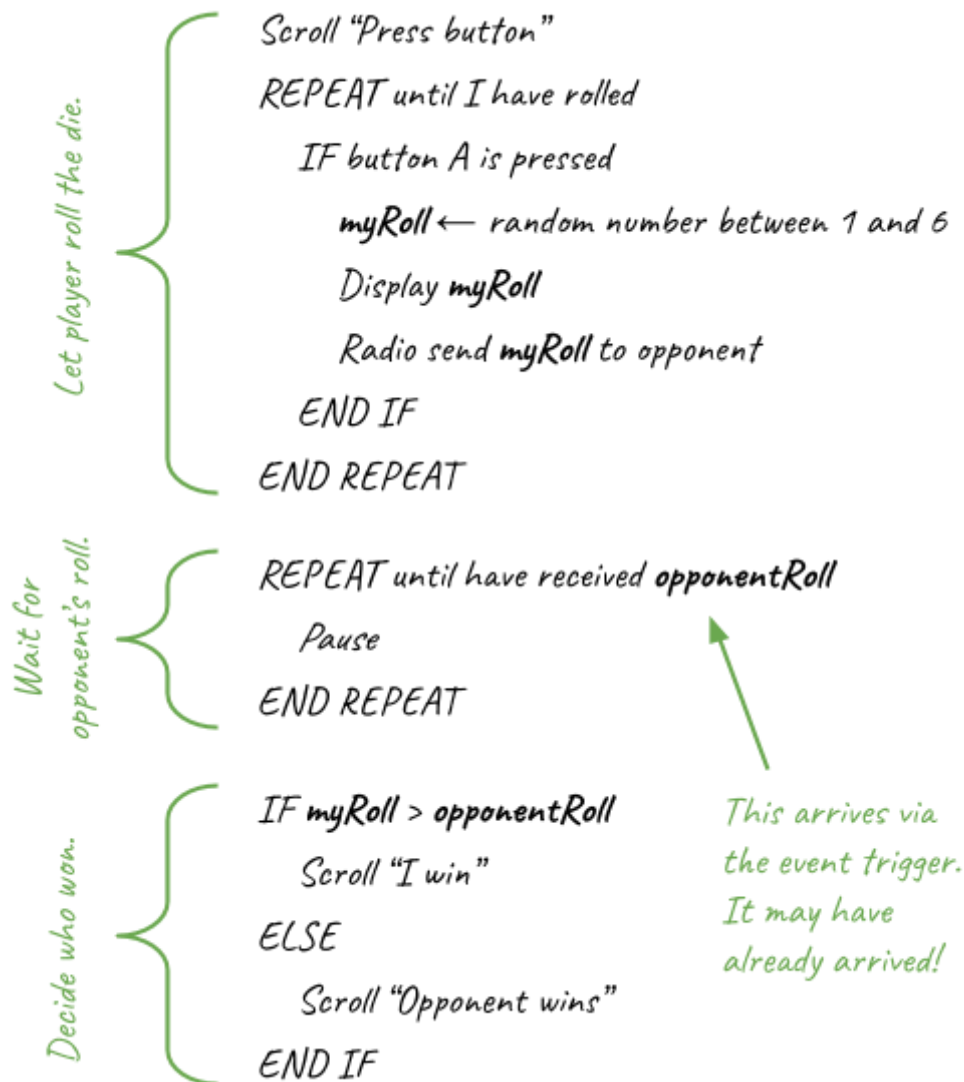 Let player roll the die.
Scroll “Press button”
REPEAT until I have rolled
IF button A is pressed
myRoll ← random number between 1 and 6
Display myRoll
Radio send myRoll to opponent
END IF
END REPEAT
Wait for
opponent’s roll.
REPEAT until have received opponentRoll
Pause
END REPEAT
Decide who won.
IF myRoll > opponentRoll
Scroll “I win”
ELSE
Scroll “Opponent wins”
END IF
This arrives via
the event trigger.
It may have
already arrived!